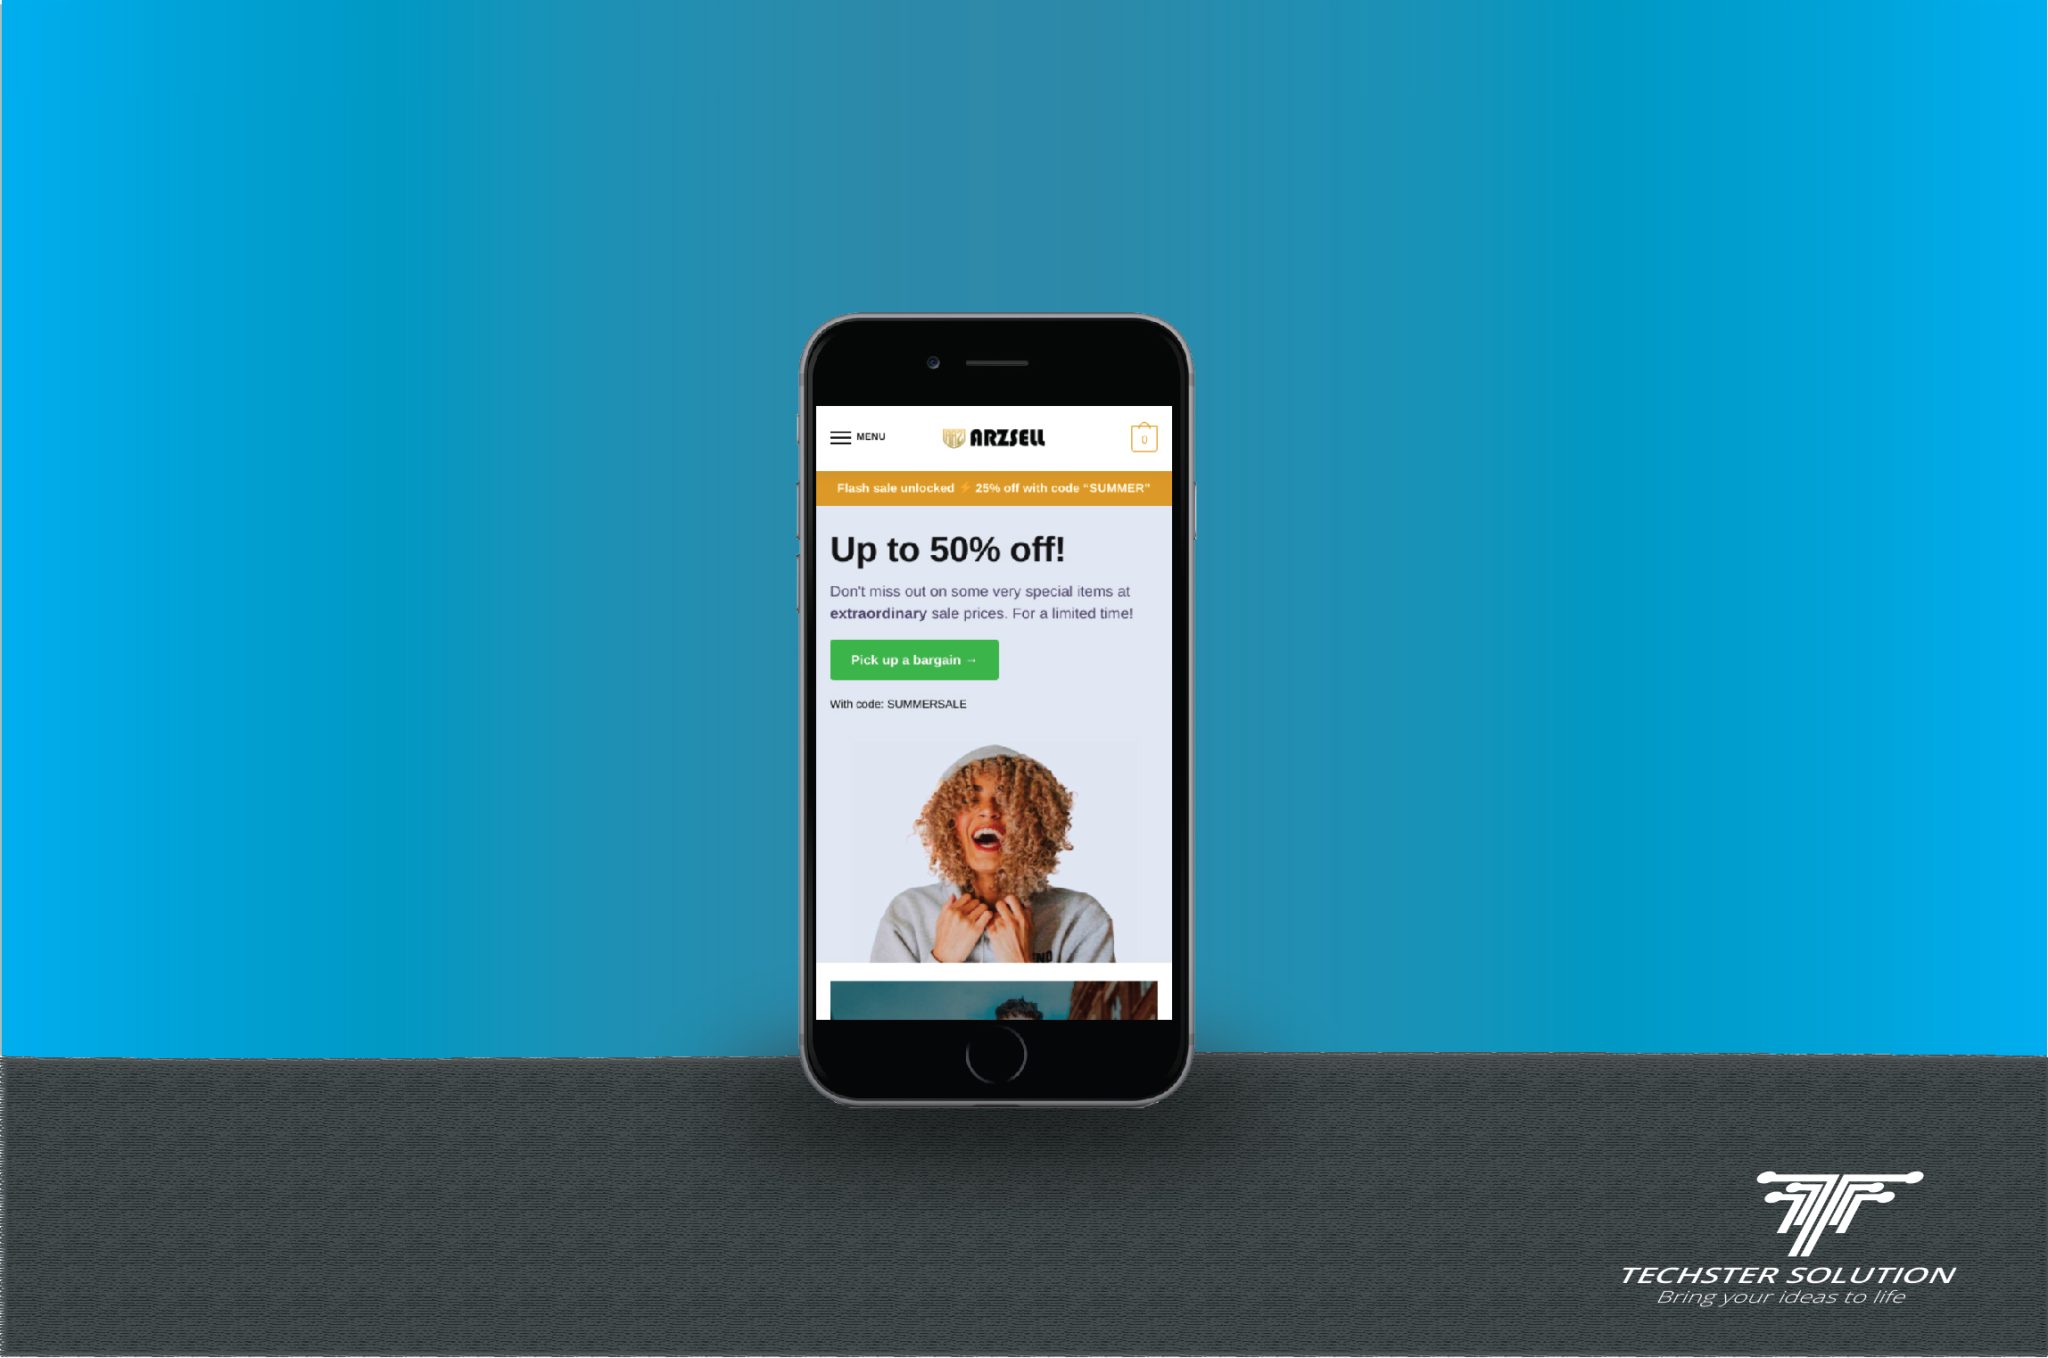 MENU
ARZSELL
0
Flash sale unlocked ⚡ 25% off with code “SUMMER”
Up to 50% off!
Don't miss out on some very special items at
extraordinary sale prices. For a limited time!
Pick up a bargain →
With code: SUMMERSALE
TECHSTER SOLUTION
Bring your ideas to life